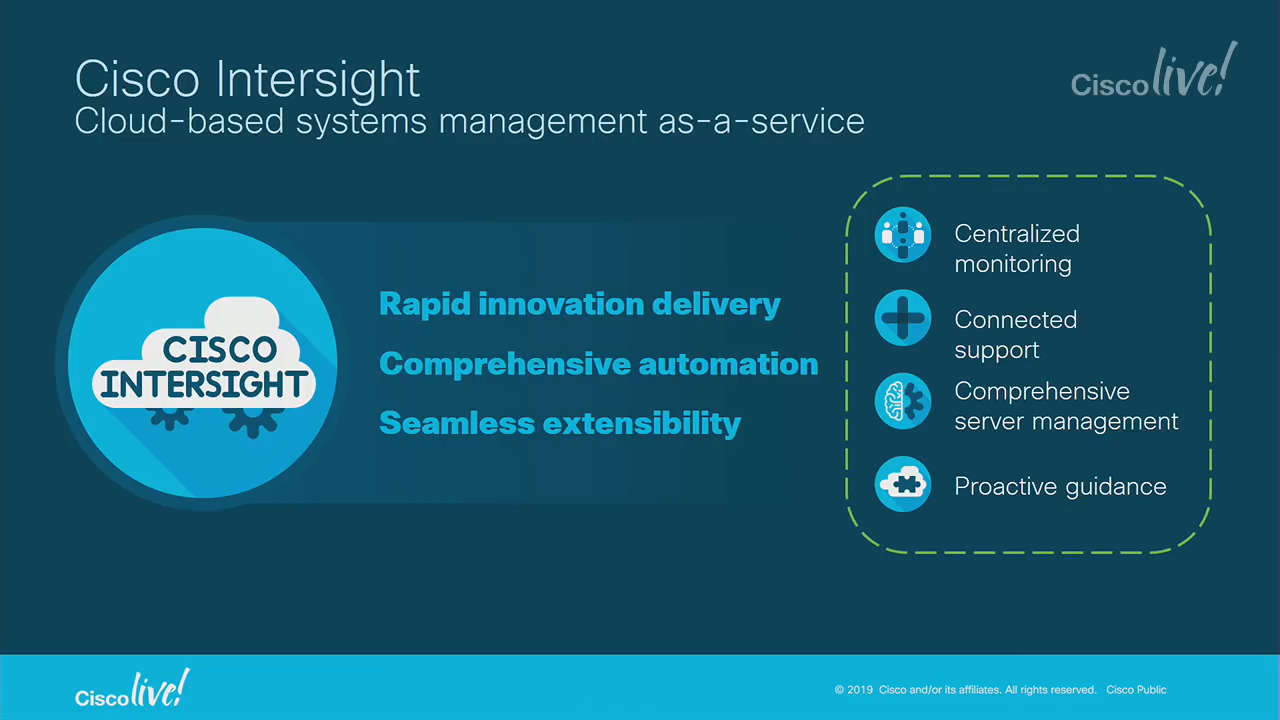 Cisco Intersight
Cloud-based systems management as-a-service
Cisco live!
CISCO
INTERSIGHT
Rapid innovation delivery
Comprehensive automation
Seamless extensibility
Centralized
monitoring
Connected
support
Comprehensive
server management
Proactive guidance
Cisco live!
© 2019 Cisco and/or its affiliates. All rights reserved. Cisco Public